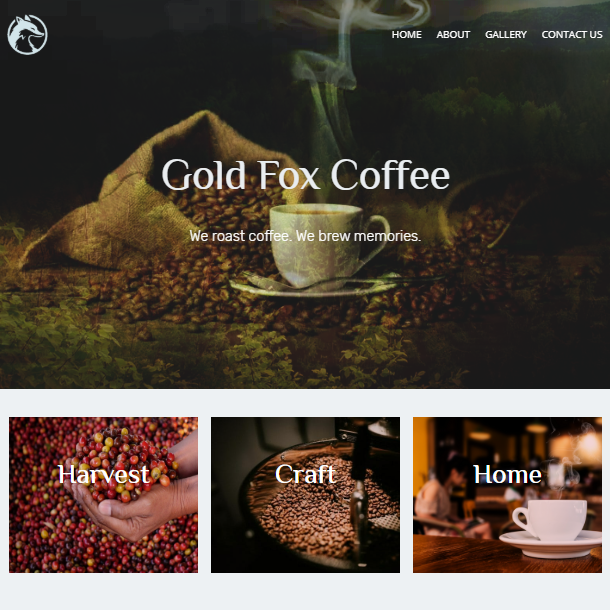 HOME ABOUT GALLERY CONTACT US
Gold Fox Coffee
We roast coffee. We brew memories.
Harvest Craft Home